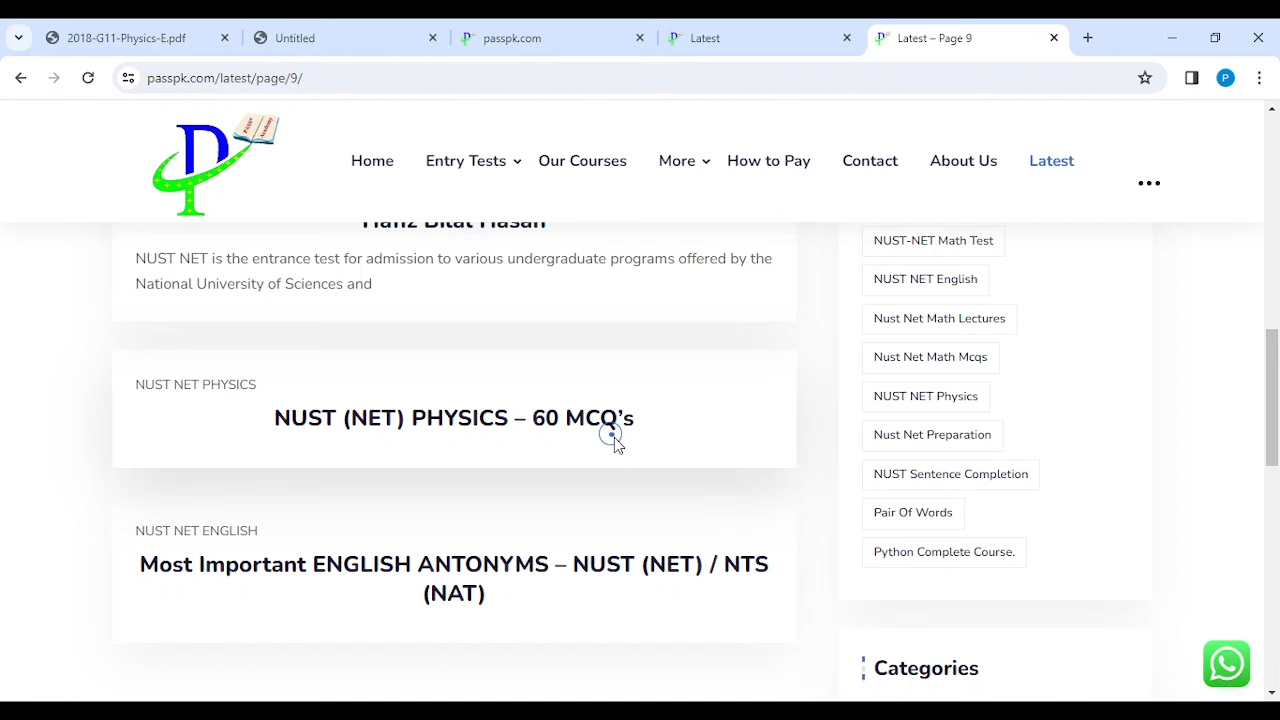 2018-G11-Physics-E.pdf
Untitled
passpk.com
Latest
Latest – Page 9
passpk.com/latest/page/9/
P
PASS
Academy
Home
Entry Tests
Our Courses
More
How to Pay
Contact
About Us
Latest
Hafiz Bilal Hasan
NUST NET is the entrance test for admission to various undergraduate programs offered by the
National University of Sciences and
NUST NET PHYSICS
NUST (NET) PHYSICS – 60 MCQ’s
NUST NET ENGLISH
Most Important ENGLISH ANTONYMS – NUST (NET) / NTS
(NAT)
NUST-NET Math Test
NUST NET English
Nust Net Math Lectures
Nust Net Math Mcqs
NUST NET Physics
Nust Net Preparation
NUST Sentence Completion
Pair Of Words
Python Complete Course.
Categories